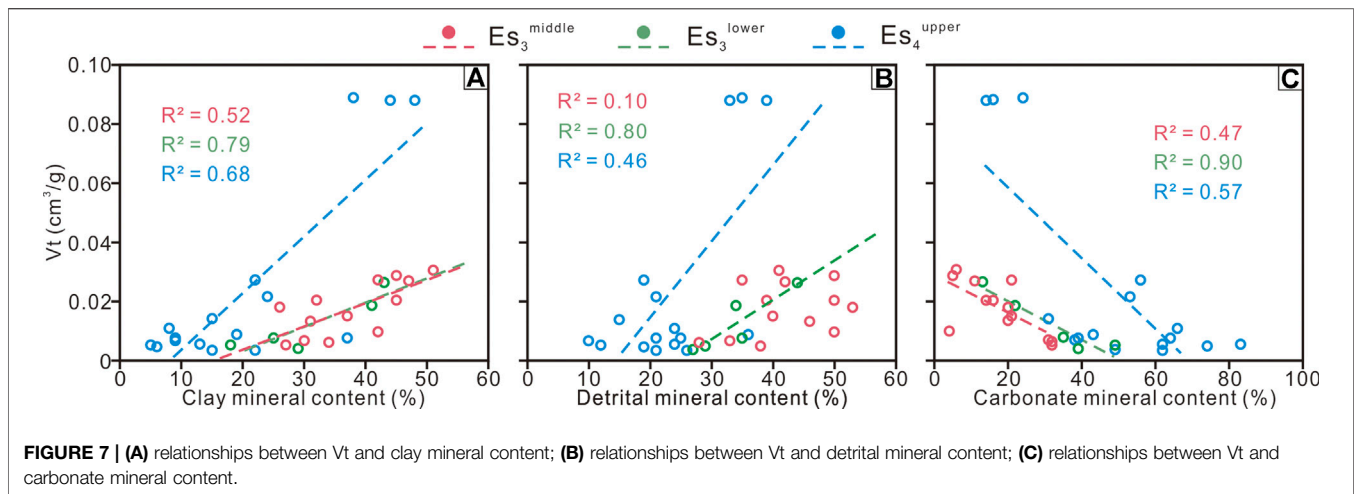 Es₃ᵐⁱᵈᵈˡᵉ Es₃ˡᵒʷᵉʳ Es₄ᵘᵖᵖᵉʳ
A
B
C
R² = 0.52
R² = 0.79
R² = 0.68
R² = 0.10
R² = 0.80
R² = 0.46
R² = 0.47
R² = 0.90
R² = 0.57
0.10
0.08
0.06
0.04
0.02
0
Vt (cm³/g)
0 10 20 30 40 50 60
0 10 20 30 40 50 60
0 20 40 60 80 100
Clay mineral content (%)
Detrital mineral content (%)
Carbonate mineral content (%)
FIGURE 7 | (A) relationships between Vt and clay mineral content; (B) relationships between Vt and detrital mineral content; (C) relationships between Vt and
carbonate mineral content.